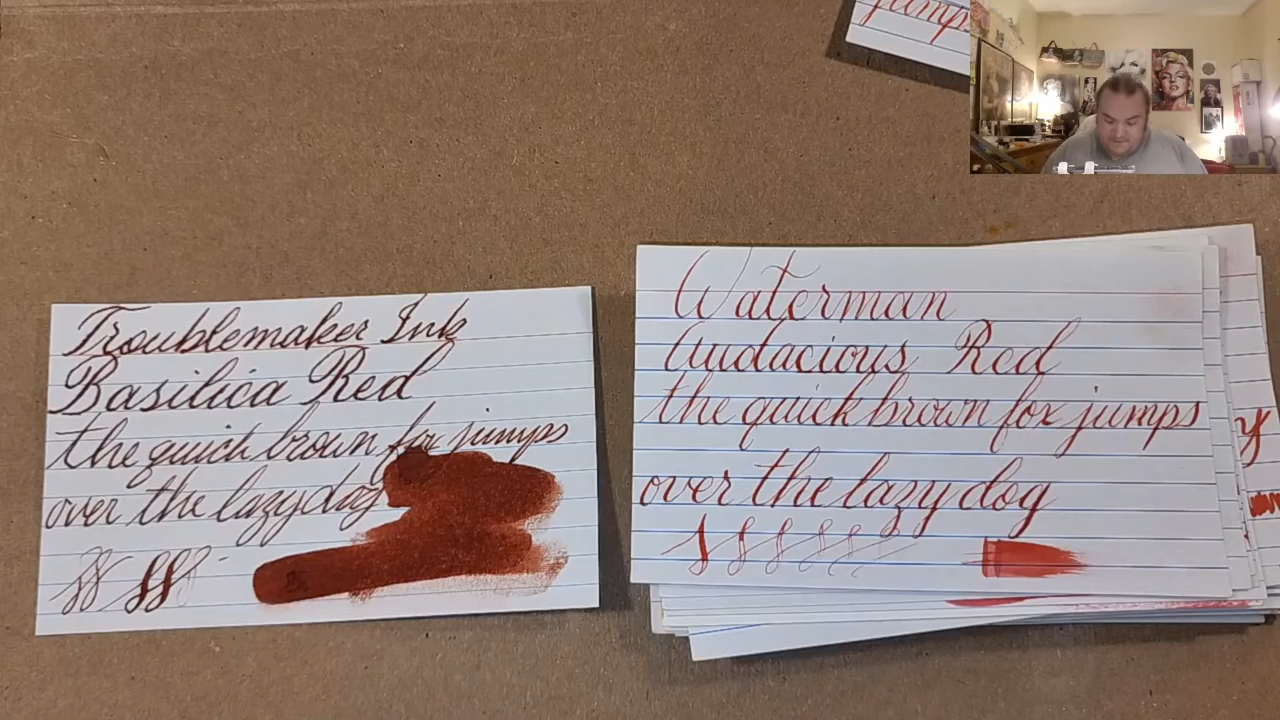 jump
Troublemaker Ink
Basilica Red
the quick brown fox jumps
over the lazy dog
Waterman
Audacious Red
the quick brown fox jumps
over the lazy dog
y